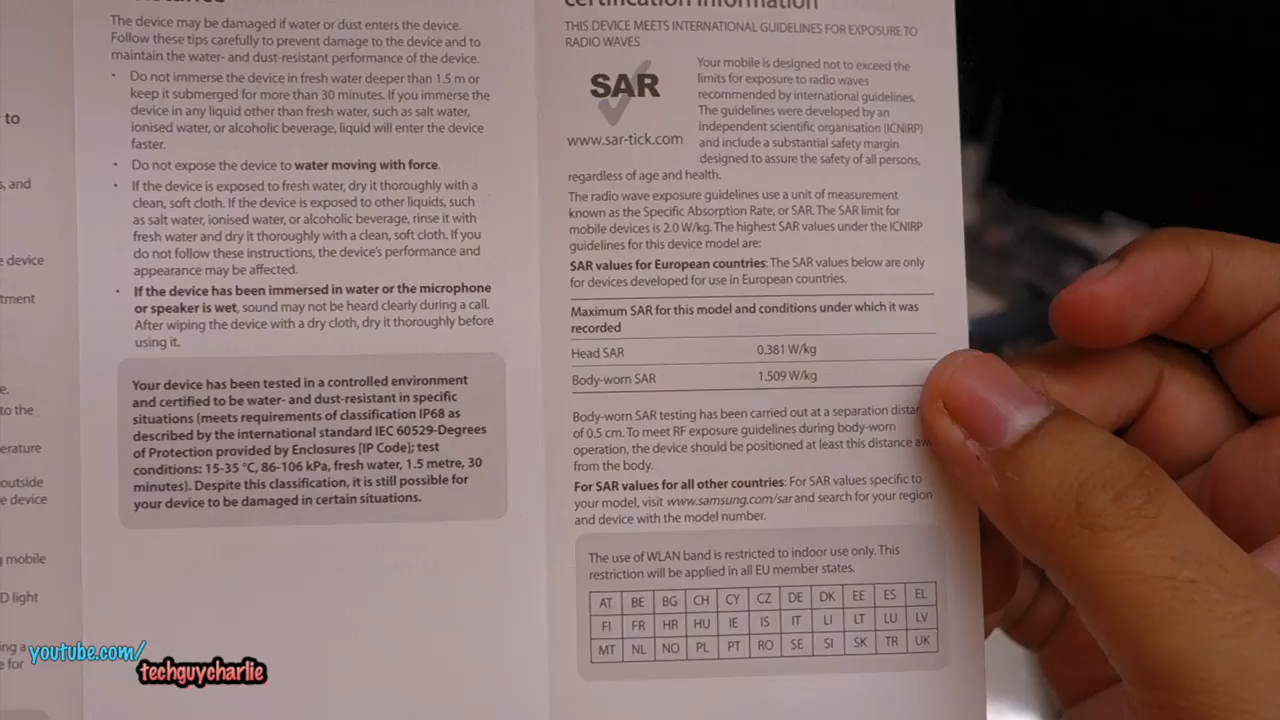 to
s, and
e device
tment
e.
to the
erature
outside
e device
g mobile
D light
ing a
e for
The device may be damaged if water or dust enters the device.
Follow these tips carefully to prevent damage to the device and to
maintain the water- and dust-resistant performance of the device.
• Do not immerse the device in fresh water deeper than 1.5 m or
keep it submerged for more than 30 minutes. If you immerse the
device in any liquid other than fresh water, such as salt water,
ionised water, or alcoholic beverage, liquid will enter the device
faster.
• Do not expose the device to water moving with force.
• If the device is exposed to fresh water, dry it thoroughly with a
clean, soft cloth. If the device is exposed to other liquids, such
as salt water, ionised water, or alcoholic beverage, rinse it with
fresh water and dry it thoroughly with a clean, soft cloth. If you
do not follow these instructions, the device's performance and
appearance may be affected.
• If the device has been immersed in water or the microphone
or speaker is wet, sound may not be heard clearly during a call.
After wiping the device with a dry cloth, dry it thoroughly before
using it.
Your device has been tested in a controlled environment
and certified to be water- and dust-resistant in specific
situations (meets requirements of classification IP68 as
described by the international standard IEC 60529-Degrees
of Protection provided by Enclosures [IP Code]; test
conditions: 15-35 °C, 86-106 kPa, fresh water, 1.5 metre, 30
minutes). Despite this classification, it is still possible for
your device to be damaged in certain situations.
certification information
THIS DEVICE MEETS INTERNATIONAL GUIDELINES FOR EXPOSURE TO
RADIO WAVES
SAR
www.sar-tick.com
Your mobile is designed not to exceed the
limits for exposure to radio waves
recommended by international guidelines.
The guidelines were developed by an
independent scientific organisation (ICNIRP)
and include a substantial safety margin
designed to assure the safety of all persons,
regardless of age and health.
The radio wave exposure guidelines use a unit of measurement
known as the Specific Absorption Rate, or SAR. The SAR limit for
mobile devices is 2.0 W/kg. The highest SAR values under the ICNIRP
guidelines for this device model are:
SAR values for European countries: The SAR values below are only
for devices developed for use in European countries.
Maximum SAR for this model and conditions under which it was
recorded
Head SAR 0.381 W/kg
Body-worn SAR 1.509 W/kg
Body-worn SAR testing has been carried out at a separation distan
of 0.5 cm. To meet RF exposure guidelines during body-worn
operation, the device should be positioned at least this distance aw
from the body.
For SAR values for all other countries: For SAR values specific to
your model, visit www.samsung.com/sar and search for your region
and device with the model number.
The use of WLAN band is restricted to indoor use only. This
restriction will be applied in all EU member states.
AT BE BG CH CY CZ DE DK EE ES EL
FI FR HR HU IE IS IT LI LT LU LV
MT NL NO PL PT RO SE SI SK TR UK
youtube.com/
techguycharlie